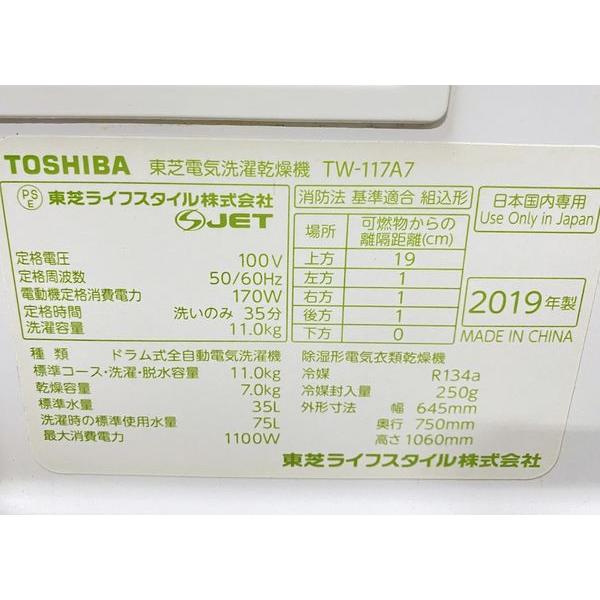 TOSHIBA 東芝電気洗濯乾燥機 TW-117A7
PSE 東芝ライフスタイル株式会社
JET
定格電圧 100V
定格周波数 50/60Hz
電動機定格消費電力 170W
定格時間 洗いのみ 35分
洗濯容量 11.0kg
消防法 基準適合 組込形
場所 可燃物からの離隔距離(cm)
上方 19
左方 1
右方 1
後方 1
下方 0
日本国内専用
Use Only in Japan
2019年製
MADE IN CHINA
種類 ドラム式全自動電気洗濯機
標準コース・洗濯・脱水容量 11.0kg
乾燥容量 7.0kg
標準水量 35L
洗濯時の標準使用水量 75L
最大消費電力 1100W
除湿形電気衣類乾燥機
冷媒 R134a
冷媒封入量 250g
外形寸法 幅 645mm
奥行 750mm
高さ 1060mm
東芝ライフスタイル株式会社